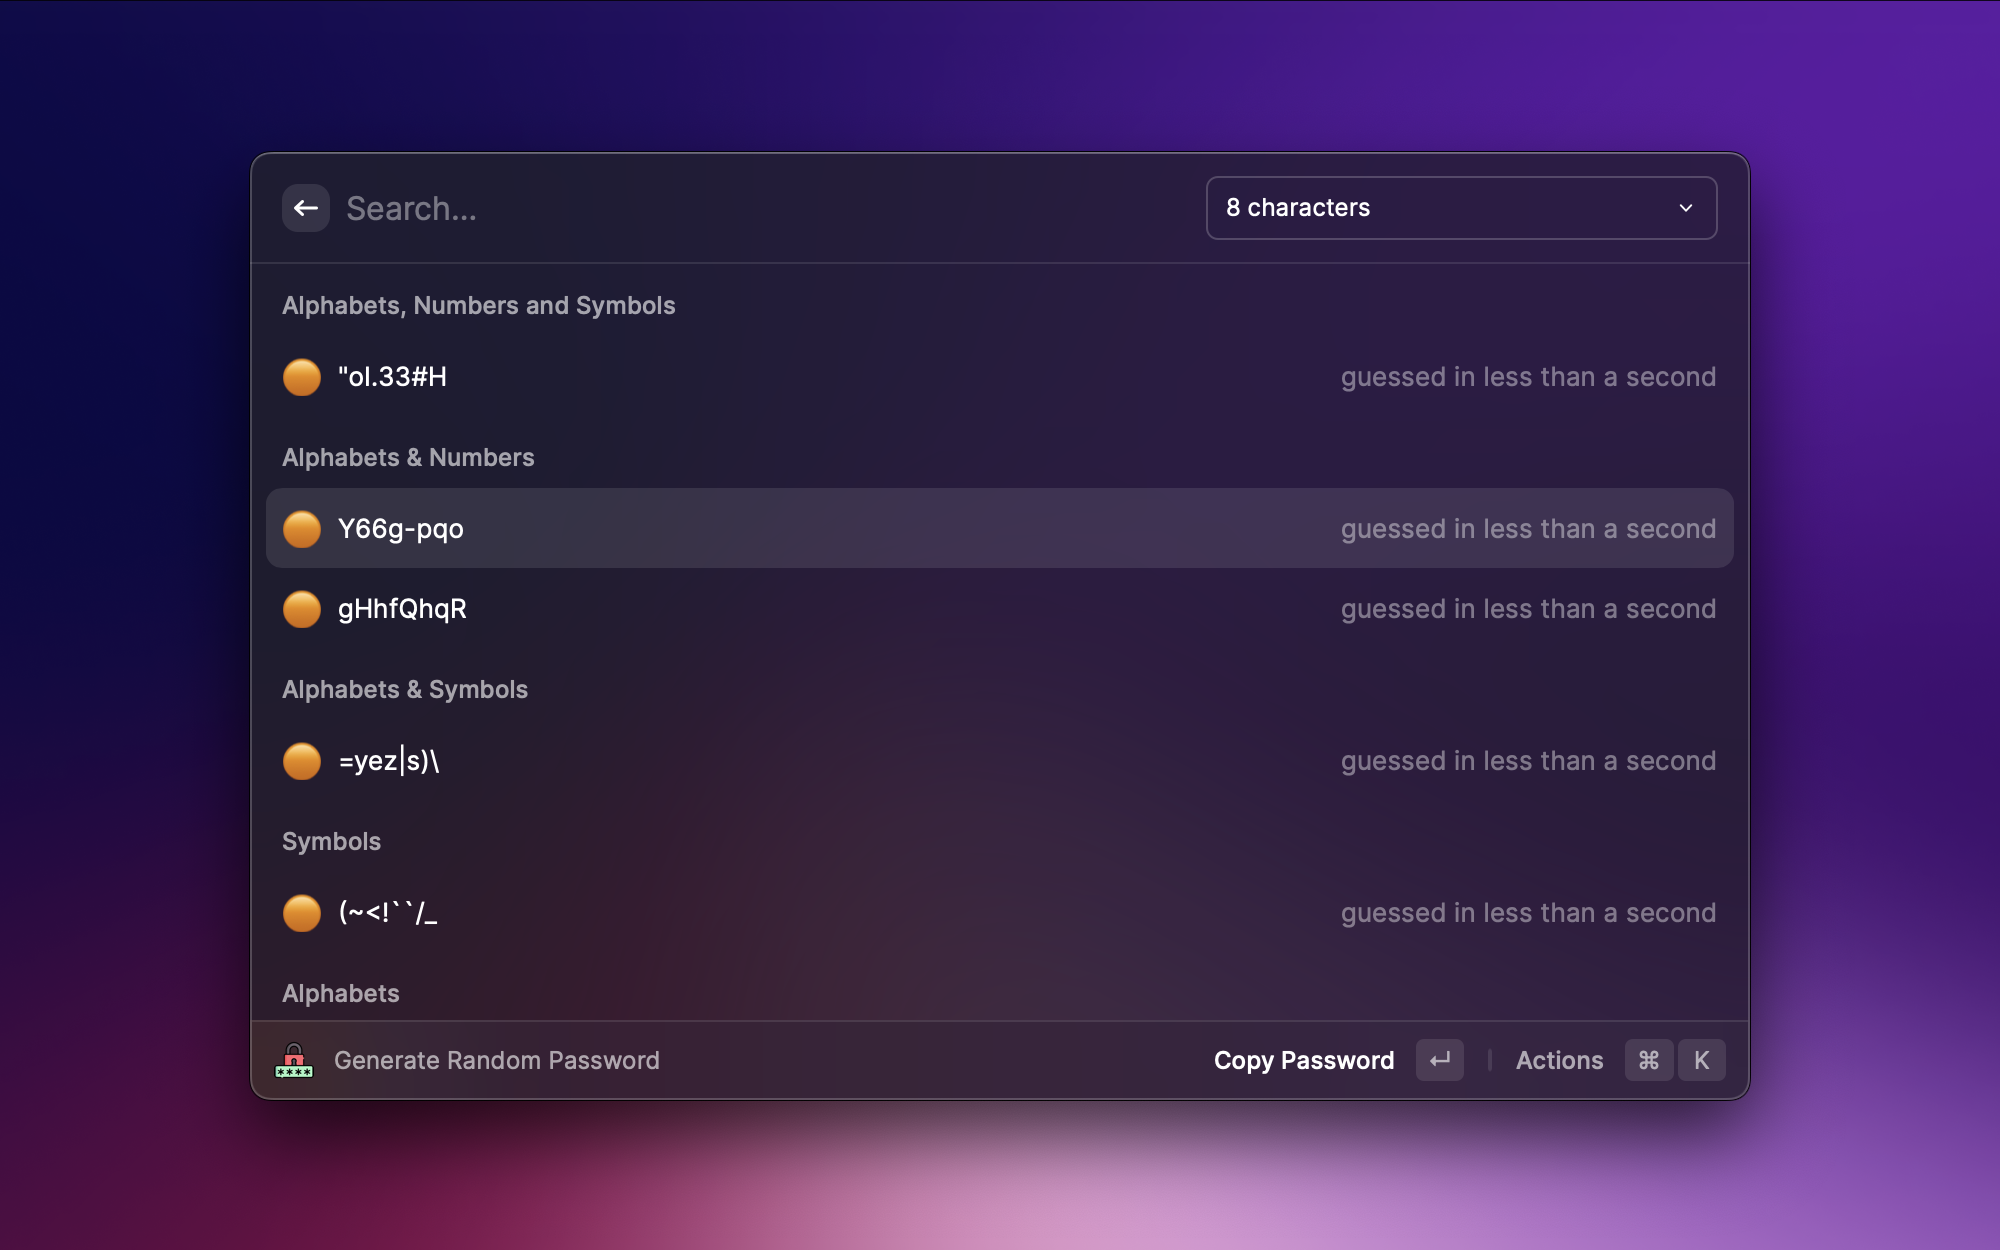 Search...
8 characters
Alphabets, Numbers and Symbols
"ol.33#H
guessed in less than a second
Alphabets & Numbers
Y66g-pqo
guessed in less than a second
gHhfQhqR
guessed in less than a second
Alphabets & Symbols
=yez|s)\
guessed in less than a second
Symbols
(~<!``/_
guessed in less than a second
Alphabets
****
Generate Random Password
Copy Password
↵
Actions
⌘ K